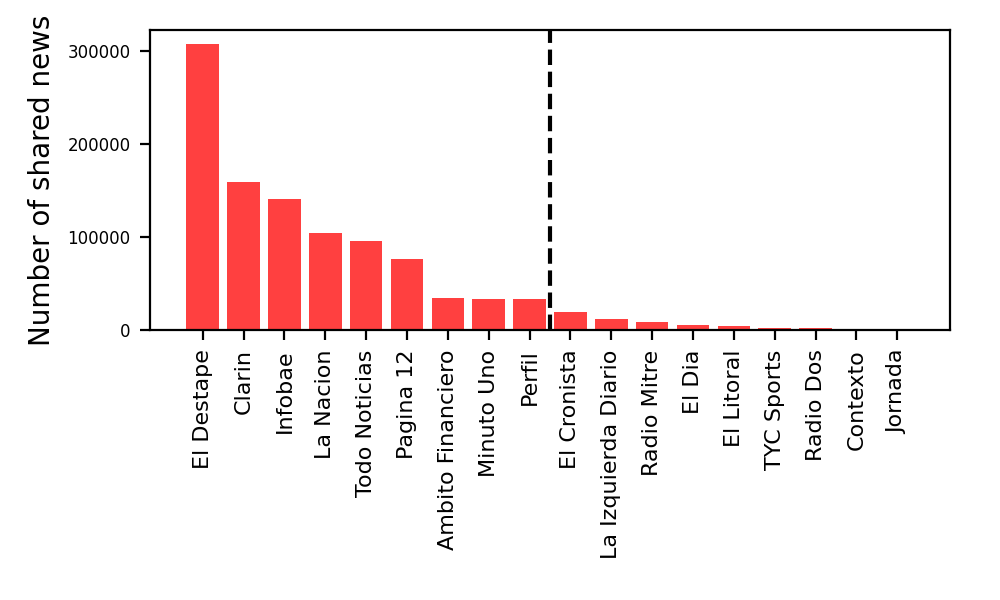 Number of shared news
300000
200000
100000
0
El Destape
Clarin
Infobae
La Nacion
Todo Noticias
Pagina 12
Ambito Financiero
Minuto Uno
Perfil
El Cronista
La Izquierda Diario
Radio Mitre
El Dia
El Litoral
TYC Sports
Radio Dos
Contexto
Jornada